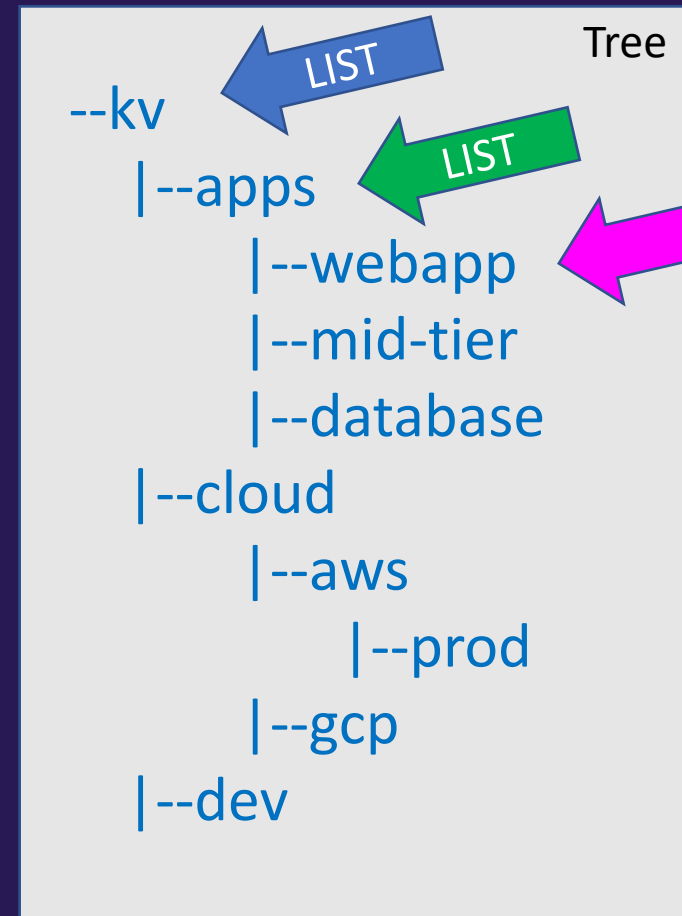 Tree
LIST
--kv
LIST
|--apps
|--webapp
|--mid-tier
|--database
|--cloud
|--aws
|--prod
|--gcp
|--dev